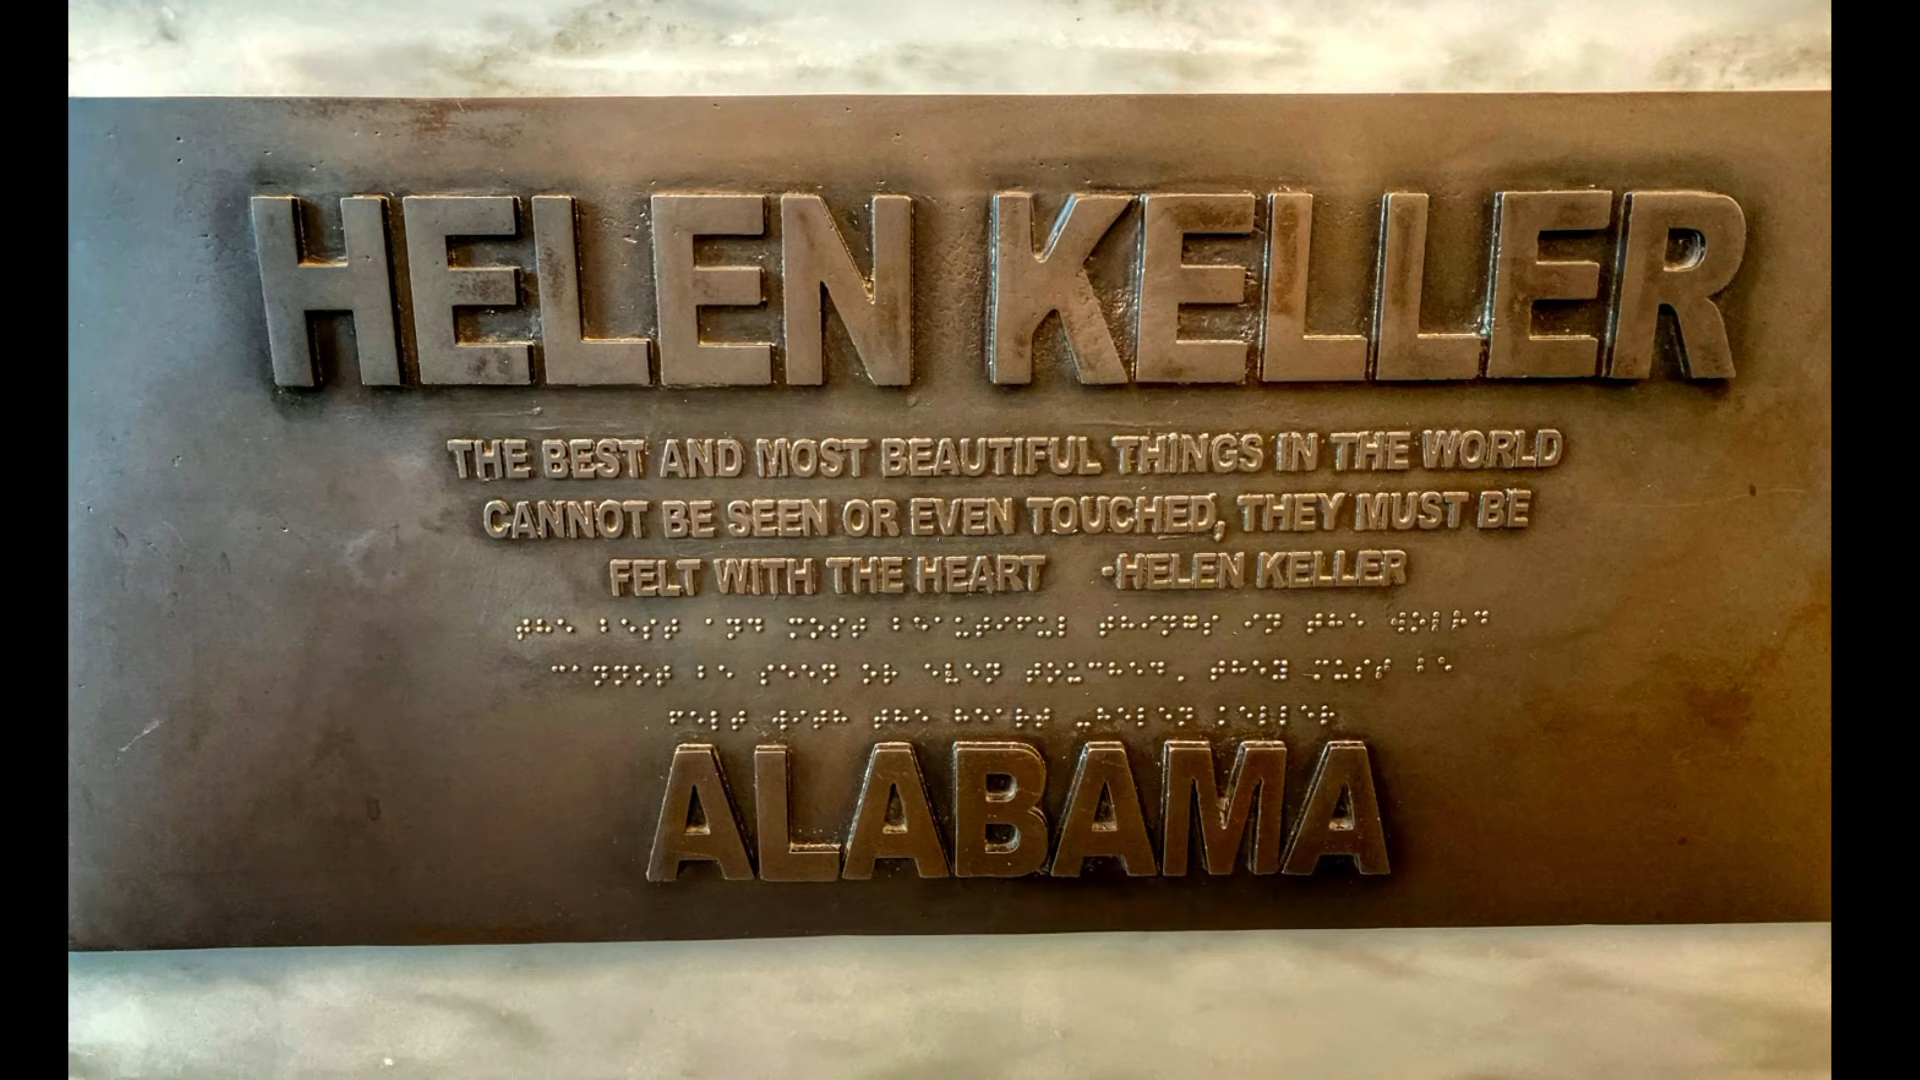 HELEN KELLER
THE BEST AND MOST BEAUTIFUL THINGS IN THE WORLD
CANNOT BE SEEN OR EVEN TOUCHED, THEY MUST BE
FELT WITH THE HEART -HELEN KELLER
⠞⠓⠑ ⠃⠑⠎⠞ ⠁⠝⠙ ⠍⠕⠎⠞ ⠃⠑⠁⠥⠞⠊⠋⠥⠇ ⠞⠓⠊⠝⠛⠎ ⠊⠝ ⠞⠓⠑ ⠺⠕⠗⠇⠙
⠉⠁⠝⠝⠕⠞ ⠃⠑ ⠎⠑⠑⠝ ⠕⠗ ⠑⠧⠑⠝ ⠞⠕⠥⠉⠓⠑⠙⠠ ⠞⠓⠑⠽ ⠍⠥⠎⠞ ⠃⠑
⠋⠑⠇⠞ ⠺⠊⠞⠓ ⠞⠓⠑ ⠓⠑⠁⠗⠞ ⠤⠓⠑⠇⠑⠝ ⠅⠑⠇⠇⠑⠗
ALABAMA